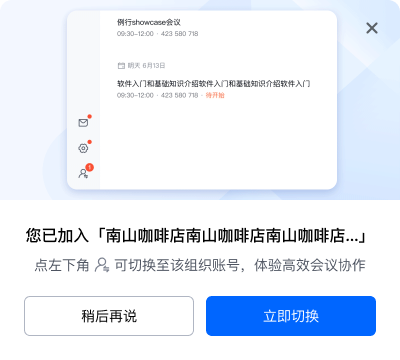 例行showcase会议
09:30-12:00 · 423 580 718
明天 6月13日
软件入门和基础知识介绍软件入门和基础知识介绍软件入门
09:30-12:00 · 423 580 718 · 待开始
1
您已加入「南山咖啡店南山咖啡店南山咖啡店...」
点左下角 可切换至该组织账号，体验高效会议协作
稍后再说
立即切换